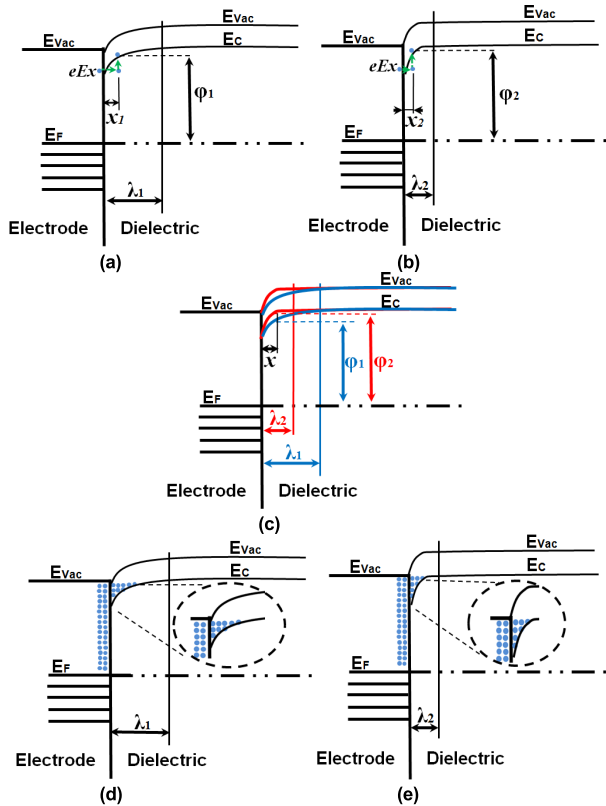 EVac
EC
eEx
x1
φ1
EF
λ1
Electrode
Dielectric
(a)
EVac
EC
eEx
x2
φ2
EF
λ2
Electrode
Dielectric
(b)
EVac
EVac
EC
x
φ1
φ2
EF
λ2
λ1
Electrode
Dielectric
(c)
EVac
EVac
EC
EF
λ1
Electrode
Dielectric
(d)
EVac
EVac
EC
EF
λ2
Electrode
Dielectric
(e)